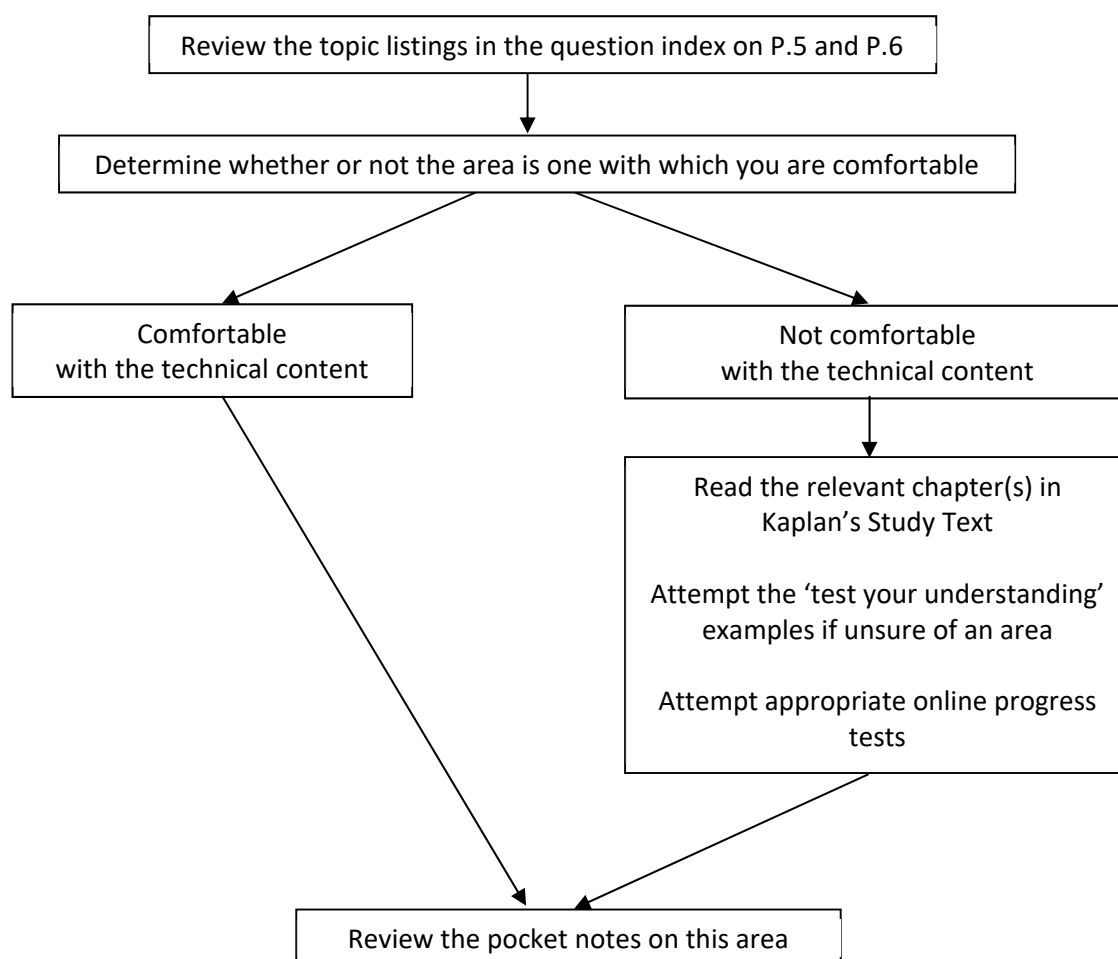 Review the topic listings in the question index on P.5 and P.6
Determine whether or not the area is one with which you are comfortable
Comfortable
with the technical content
Not comfortable
with the technical content
Read the relevant chapter(s) in
Kaplan’s Study Text
Attempt the ‘test your understanding’
examples if unsure of an area
Attempt appropriate online progress
tests
Review the pocket notes on this area